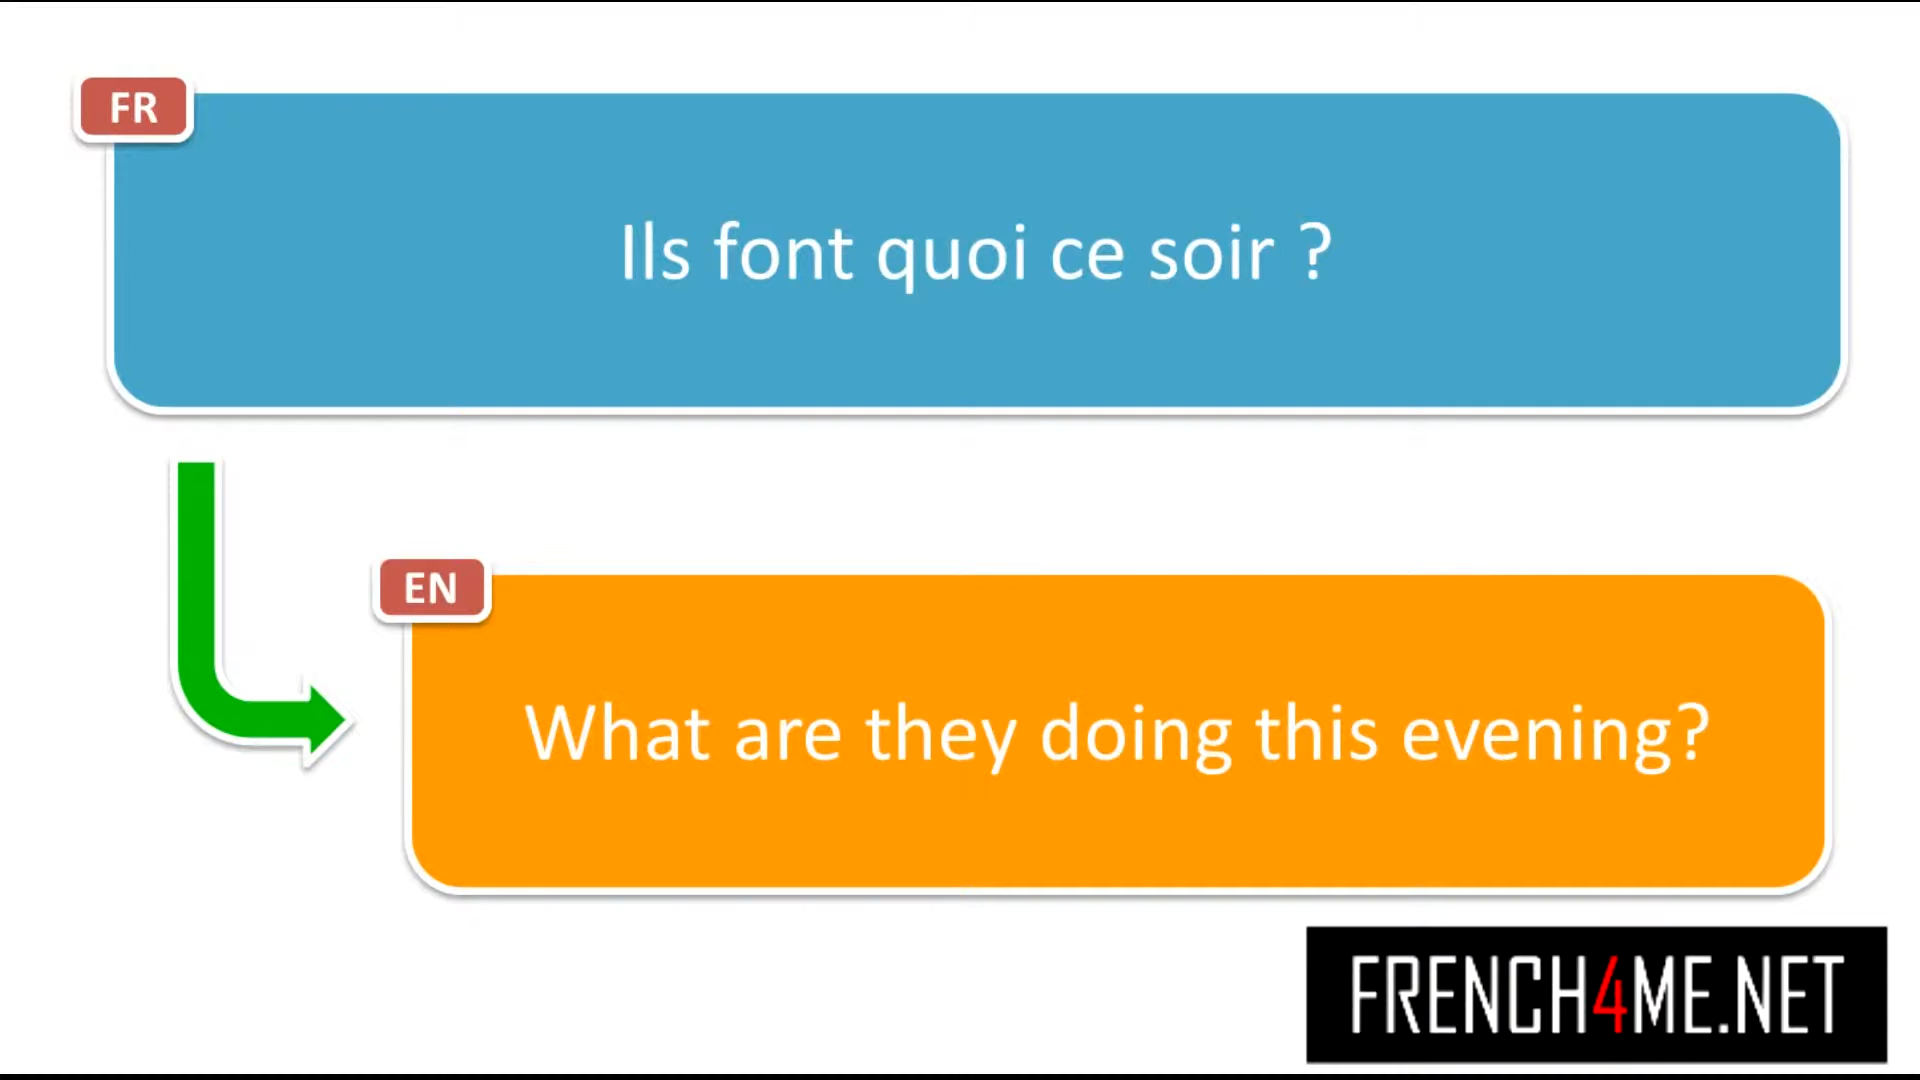 FR
Ils font quoi ce soir ?
EN
What are they doing this evening?
FRENCH4ME.NET